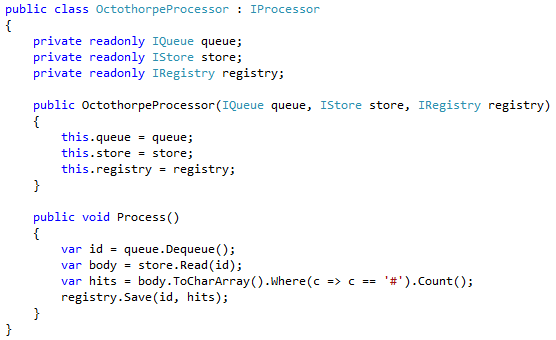 public class OctothorpeProcessor : IProcessor
{
    private readonly IQueue queue;
    private readonly IStore store;
    private readonly IRegistry registry;

    public OctothorpeProcessor(IQueue queue, IStore store, IRegistry registry)
    {
        this.queue = queue;
        this.store = store;
        this.registry = registry;
    }

    public void Process()
    {
        var id = queue.Dequeue();
        var body = store.Read(id);
        var hits = body.ToCharArray().Where(c => c == '#').Count();
        registry.Save(id, hits);
    }
}